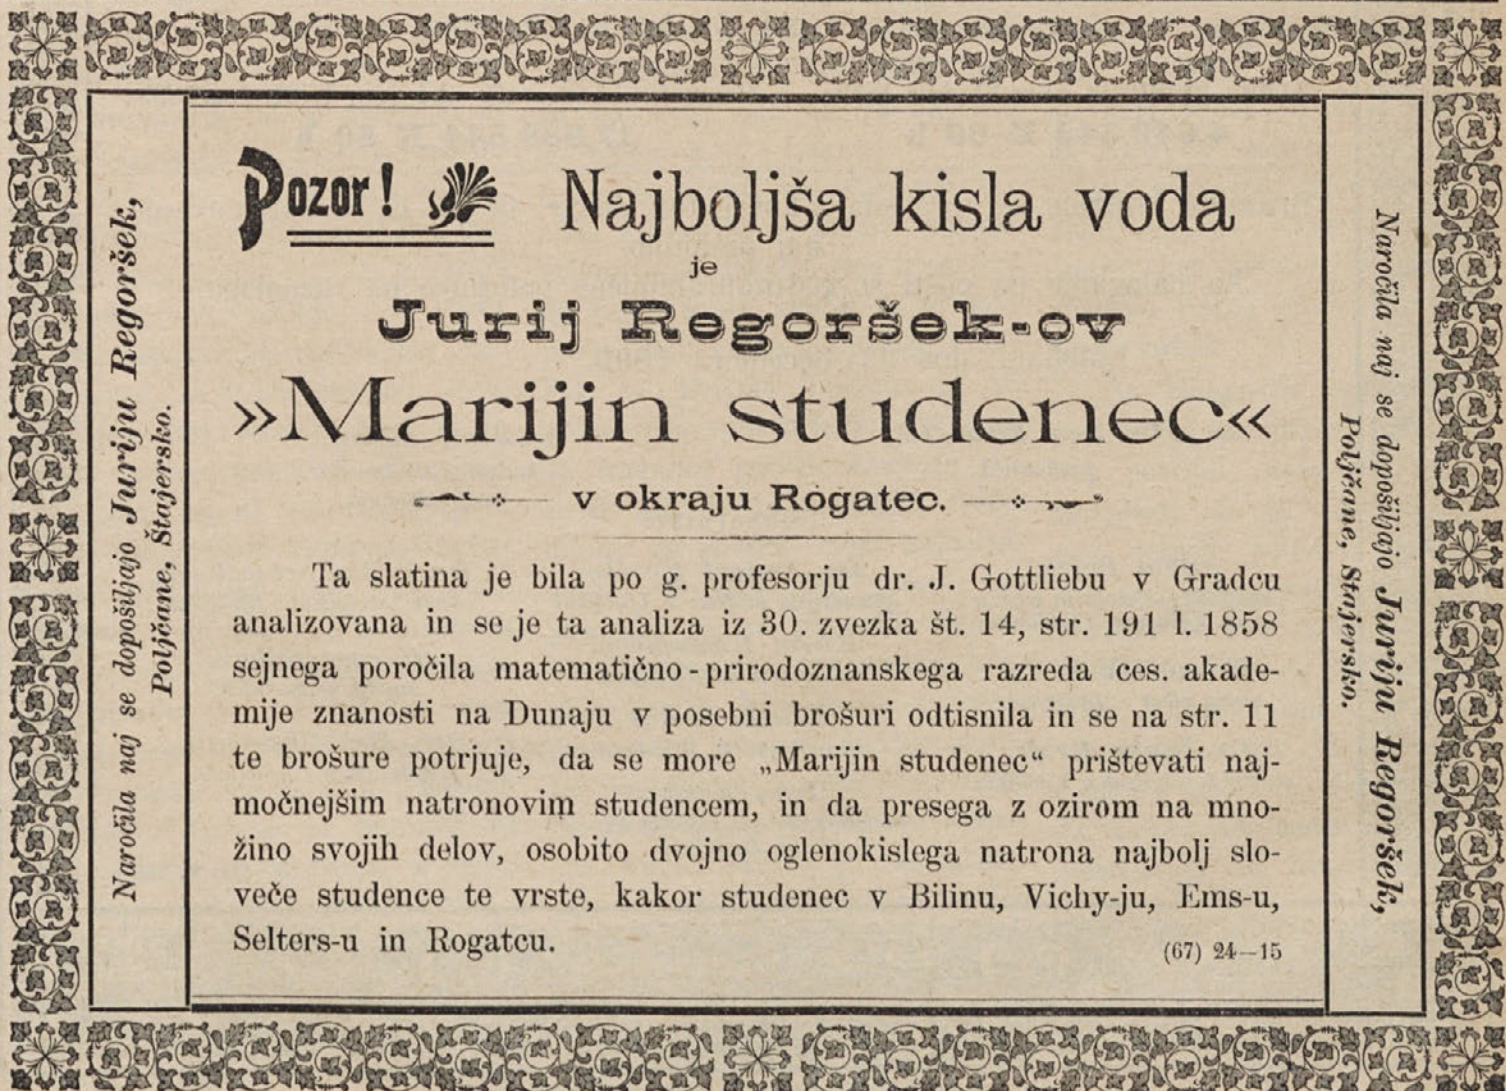 Pozor! Najboljša kisla voda
je
Jurij Regoršek-ov
»Marijin studenec«
v okraju Rogatec.
Ta slatina je bila po g. profesorju dr. J. Gottliebu v Gradcu
analizovana in se je ta analiza iz 30. zvezka št. 14, str. 191 l. 1858
sejnega poročila matematično-prirodoznanskega razreda ces. akade-
mije znanosti na Dunaju v posebni brošuri odtisnila in se na str. 11
te brošure potrjuje, da se more „Marijin studenec“ prištevati naj-
močnejšim natronovim studencem, in da presega z ozirom na mno-
žino svojih delov, osobito dvojno oglenokislega natrona najbolj slo-
veče studence te vrste, kakor studenec v Bilinu, Vichy-ju, Ems-u,
Selters-u in Rogatcu.
(67) 24—15
Naročila naj se dopošiljajo Juriju Regoršek,
Poljčane, Štajersko.
Naročila naj se dopošiljajo Juriju Regoršek,
Poljčane, Štajersko.